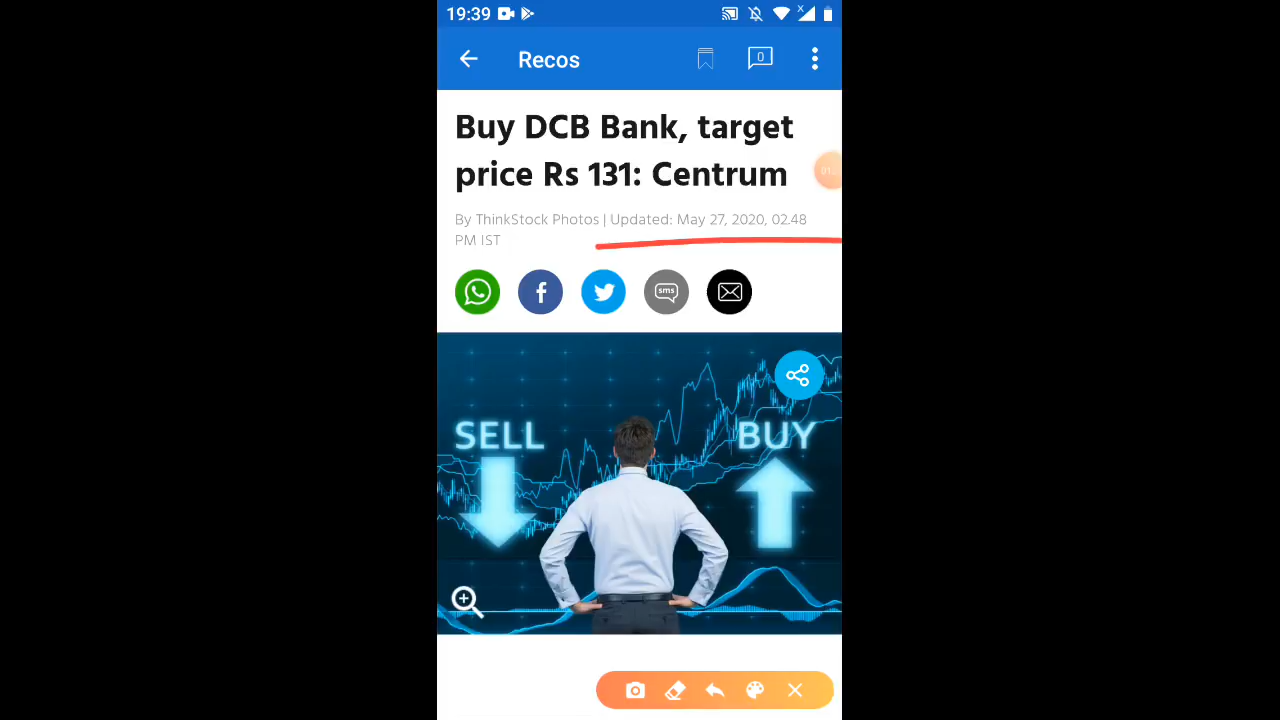 19:39
Recos
0
Buy DCB Bank, target
price Rs 131: Centrum
By ThinkStock Photos | Updated: May 27, 2020, 02.48
PM IST
sms
SELL
BUY